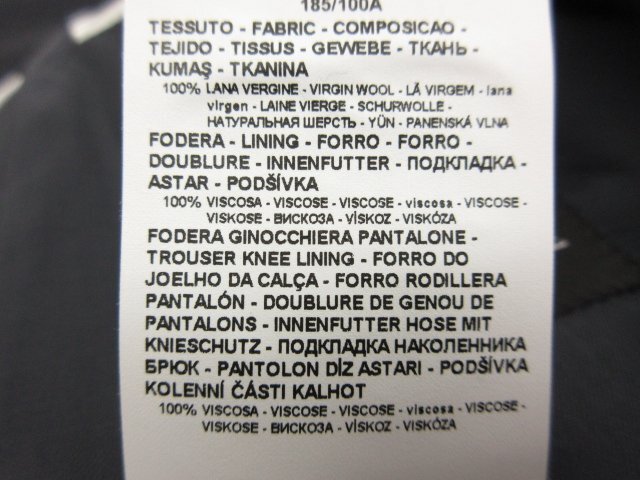 185/100A
TESSUTO - FABRIC - COMPOSICAO -
TEJIDO - TISSUS - GEWEBE - ТКАНЬ -
KUMAŞ - TKANINA
100% LANA VERGINE - VIRGIN WOOL - LÃ VIRGEM - lana
virgen - LAINE VIERGE - SCHURWOLLE -
НАТУРАЛЬНАЯ ШЕРСТЬ - YÜN - PANENSKÁ VLNA
FODERA - LINING - FORRO - FORRO -
DOUBLURE - INNENFUTTER - ПОДКЛАДКА -
ASTAR - PODŠÍVKA
100% VISCOSA - VISCOSE - VISCOSE - viscosa - VISCOSE -
VISKOSE - ВИСКОЗА - VİSKOZ - VISKÓZA
FODERA GINOCCHIERA PANTALONE -
TROUSER KNEE LINING - FORRO DO
JOELHO DA CALÇA - FORRO RODILLERA
PANTALÓN - DOUBLURE DE GENOU DE
PANTALONS - INNENFUTTER HOSE MIT
KNIESCHUTZ - ПОДКЛАДКА НАКОЛЕННИКА
БРЮК - PANTOLON DİZ ASTARI - PODŠÍVKA
KOLENNÍ ČÁSTI KALHOT
100% VISCOSA - VISCOSE - VISCOSE - viscosa - VISCOSE -
VISKOSE - ВИСКОЗА - VİSKOZ - VISKÓZA